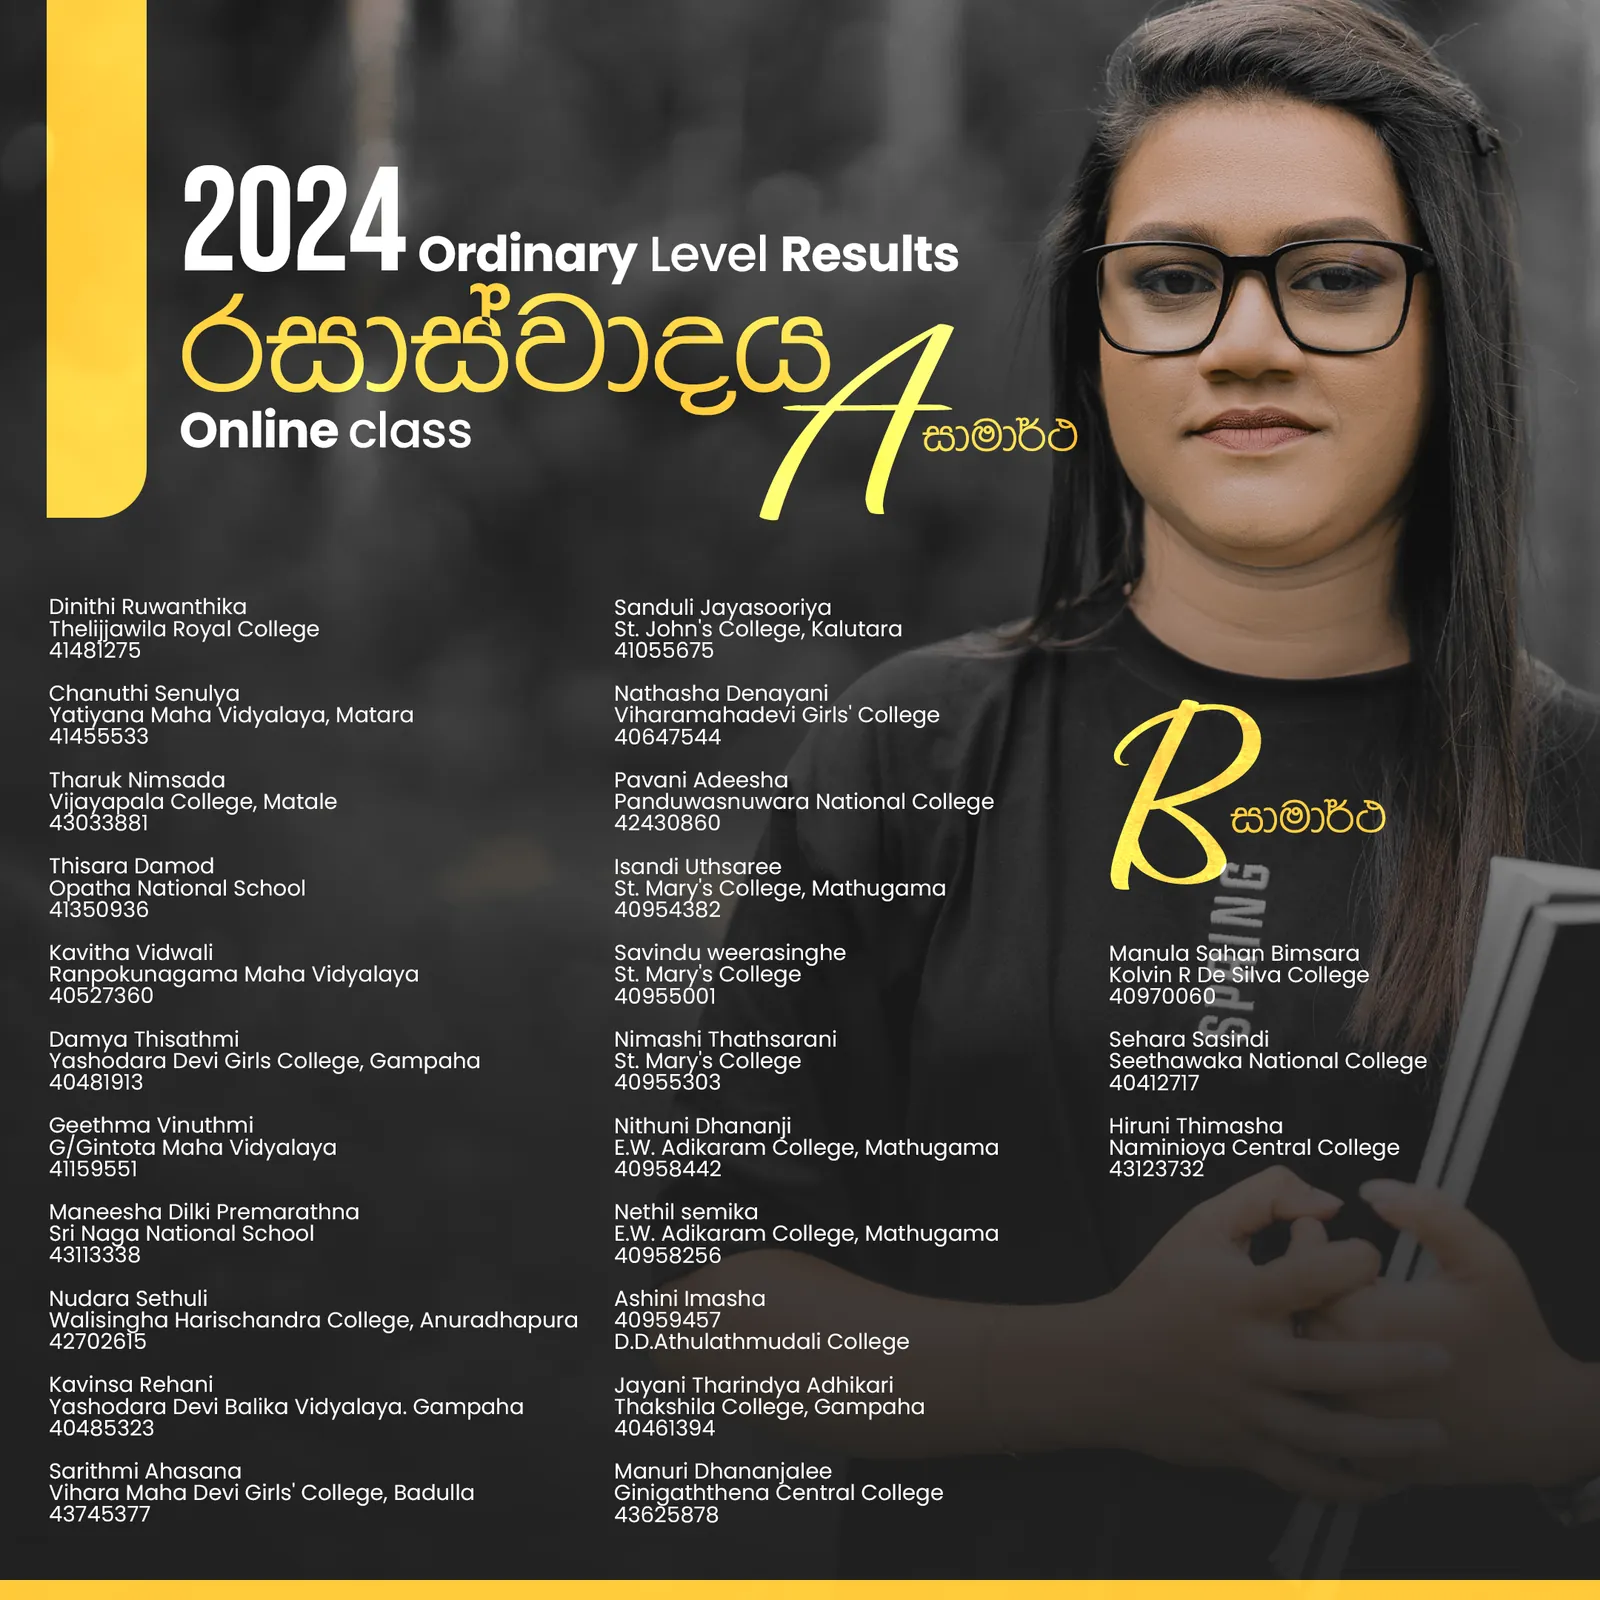 2024 Ordinary Level Results
රසාස්වාදය
Online class
A සාමාර්ථ
Dinithi Ruwanthika
Thelijjawila Royal College
41481275
Chanuthi Senulya
Yatiyana Maha Vidyalaya, Matara
41455533
Tharuk Nimsada
Vijayapala College, Matale
43033881
Thisara Damod
Opatha National School
41350936
Kavitha Vidwali
Ranpokunagama Maha Vidyalaya
40527360
Damya Thisathmi
Yashodara Devi Girls College, Gampaha
40481913
Geethma Vinuthmi
G/Gintota Maha Vidyalaya
41159551
Maneesha Dilki Premarathna
Sri Naga National School
43113338
Nudara Sethuli
Walisingha Harischandra College, Anuradhapura
42702615
Kavinsa Rehani
Yashodara Devi Balika Vidyalaya. Gampaha
40485323
Sarithmi Ahasana
Vihara Maha Devi Girls' College, Badulla
43745377
Sanduli Jayasooriya
St. John's College, Kalutara
41055675
Nathasha Denayani
Viharamahadevi Girls' College
40647544
Pavani Adeesha
Panduwasnuwara National College
42430860
Isandi Uthsaree
St. Mary's College, Mathugama
40954382
Savindu weerasinghe
St. Mary's College
40955001
Nimashi Thathsarani
St. Mary's College
40955303
Nithuni Dhananji
E.W. Adikaram College, Mathugama
40958442
Nethil semika
E.W. Adikaram College, Mathugama
40958256
Ashini Imasha
40959457
D.D.Athulathmudali College
Jayani Tharindya Adhikari
Thakshila College, Gampaha
40461394
Manuri Dhananjalee
Ginigaththena Central College
43625878
B සාමාර්ථ
SPRING
Manula Sahan Bimsara
Kolvin R De Silva College
40970060
Sehara Sasindi
Seethawaka National College
40412717
Hiruni Thimasha
Naminioya Central College
43123732